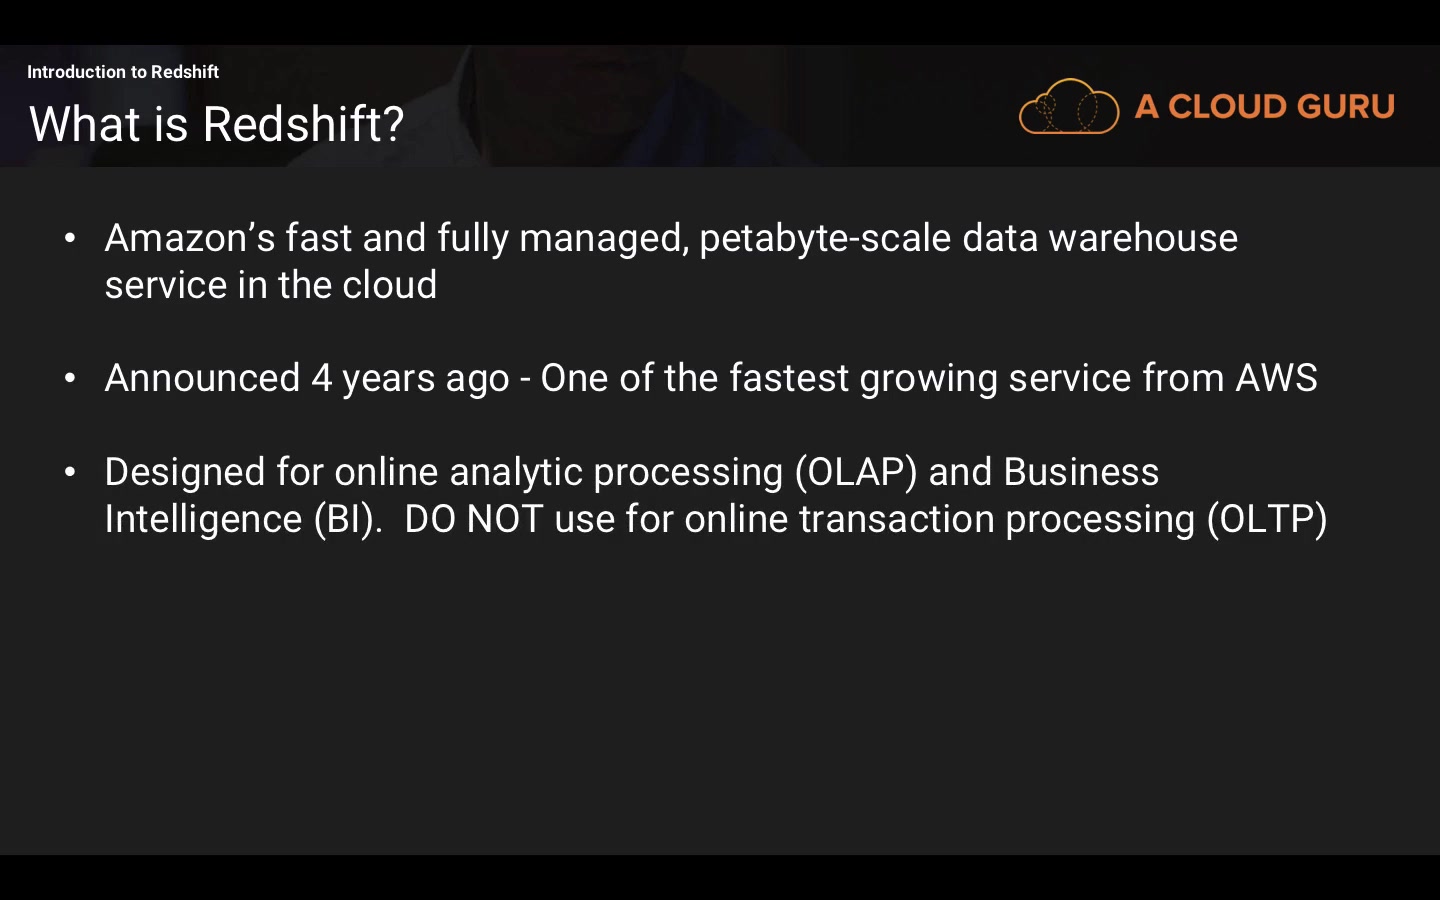 Introduction to Redshift
What is Redshift?
A CLOUD GURU
• Amazon’s fast and fully managed, petabyte-scale data warehouse
service in the cloud
• Announced 4 years ago - One of the fastest growing service from AWS
• Designed for online analytic processing (OLAP) and Business
Intelligence (BI).  DO NOT use for online transaction processing (OLTP)